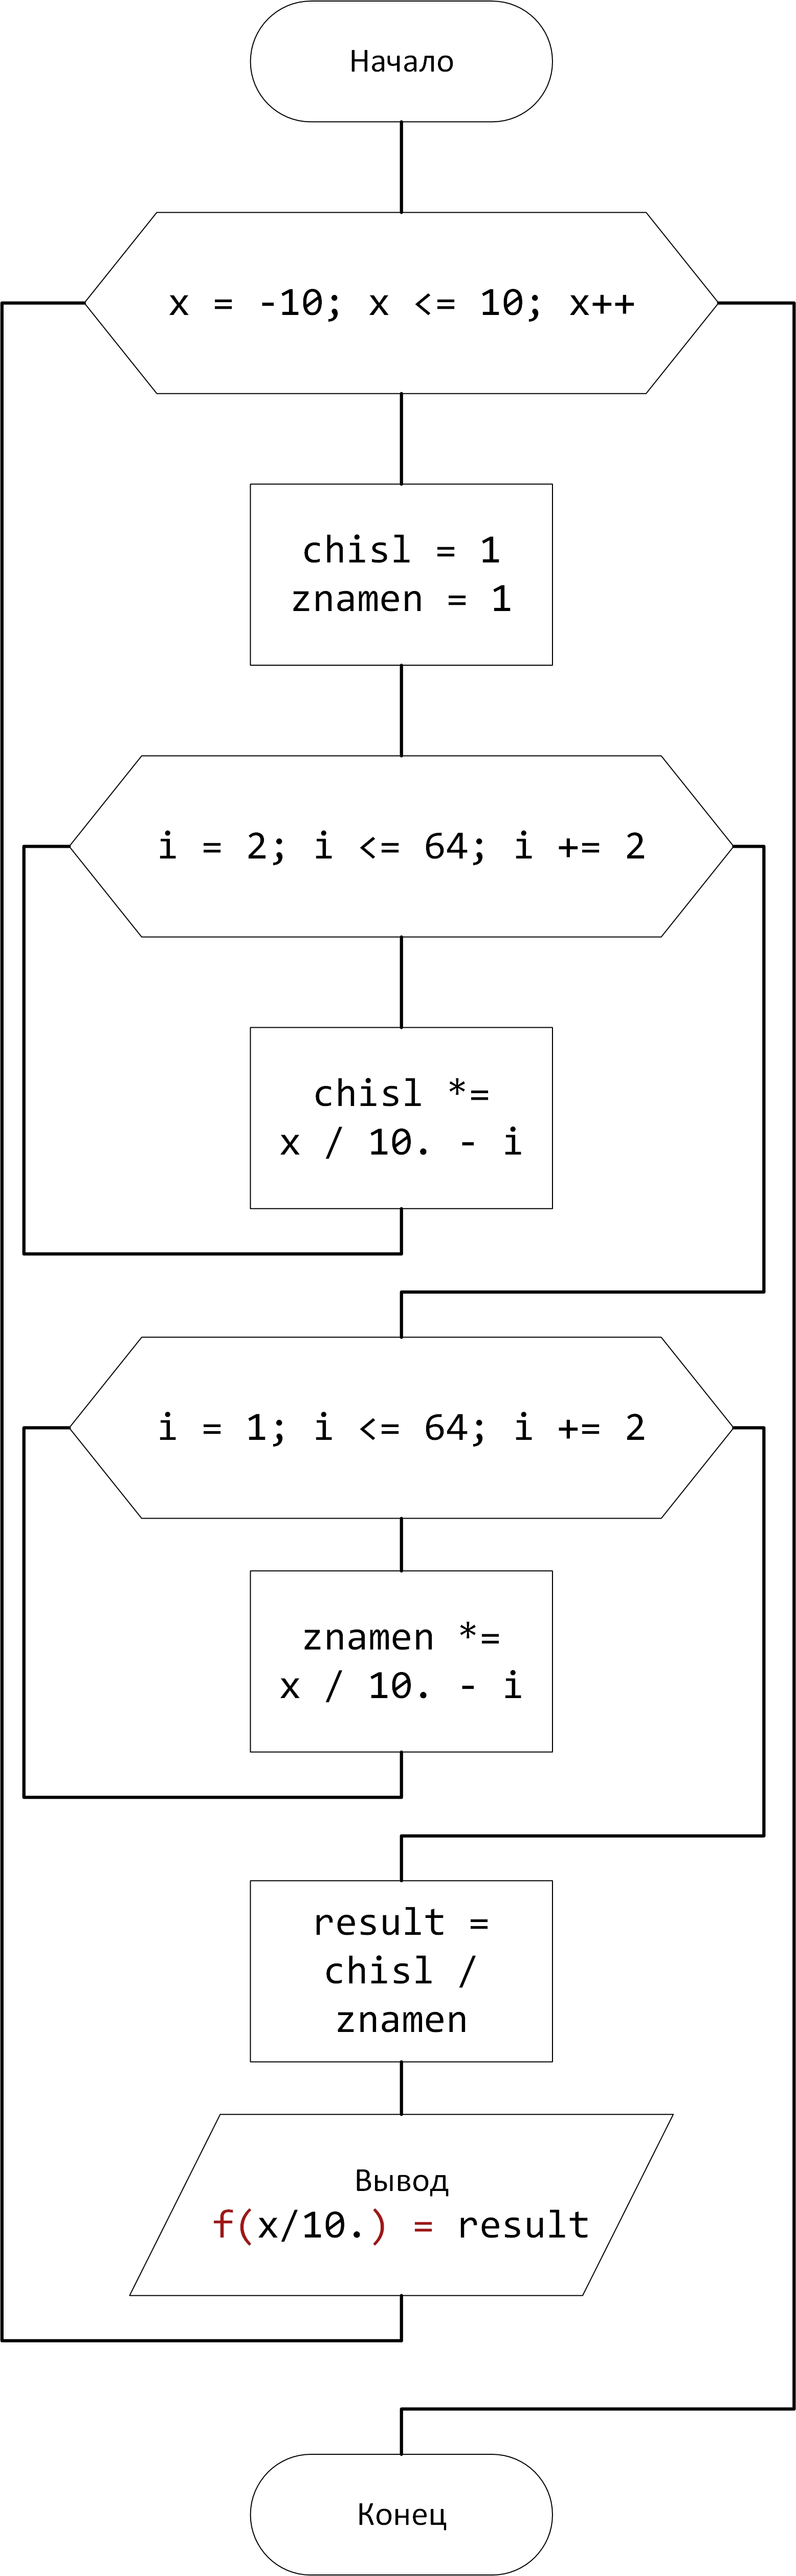 Начало
x = -10; x <= 10; x++
chisl = 1
znamen = 1
i = 2; i <= 64; i += 2
chisl *=
x / 10. - i
i = 1; i <= 64; i += 2
znamen *=
x / 10. - i
result =
chisl /
znamen
Вывод
f(x/10.) = result
Конец